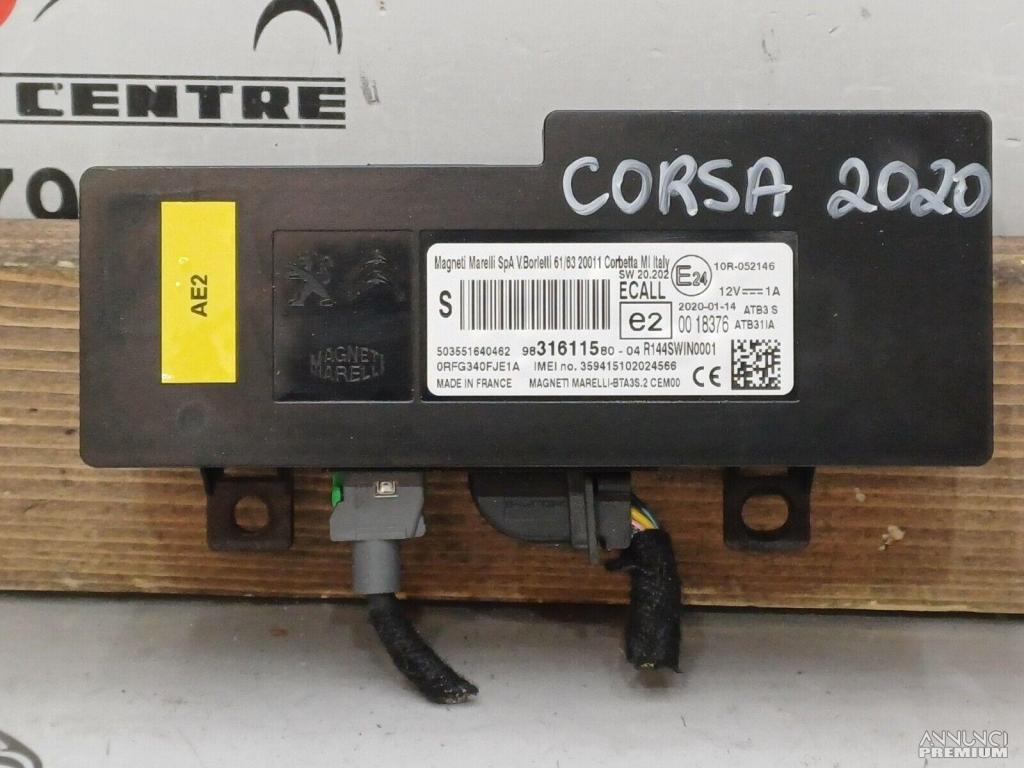 CENTRE
70
CORSA 2020
AE2
MAGNETI
MARELLI
Magneti Marelli SpA V.Borletti 61/63 20011 Corbetta MI Italy
SW 20.202
ECALL
E24
10R-052146
12V 1A
S
2020-01-14 ATB3 S
e2
00 18376 ATB31IA
503551640462 9831611580 - 04 R144SWIN0001
0RFG340FJE1A IMEI no. 359415102024566
MADE IN FRANCE MAGNETI MARELLI-BTA3S.2 CEM00 CE
ANNUNCI
PREMIUM